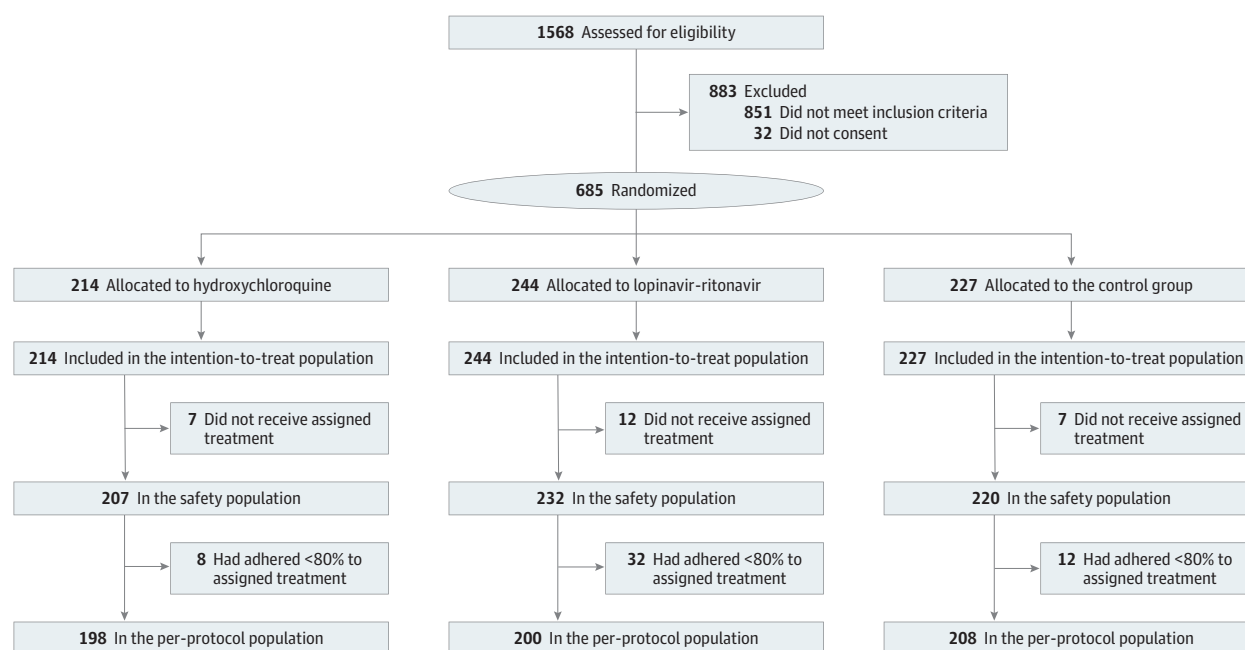 1568 Assessed for eligibility
883 Excluded
851 Did not meet inclusion criteria
32 Did not consent
685 Randomized
214 Allocated to hydroxychloroquine
244 Allocated to lopinavir-ritonavir
227 Allocated to the control group
214 Included in the intention-to-treat population
244 Included in the intention-to-treat population
227 Included in the intention-to-treat population
7 Did not receive assigned
treatment
12 Did not receive assigned
treatment
7 Did not receive assigned
treatment
207 In the safety population
232 In the safety population
220 In the safety population
8 Had adhered <80% to
assigned treatment
32 Had adhered <80% to
assigned treatment
12 Had adhered <80% to
assigned treatment
198 In the per-protocol population
200 In the per-protocol population
208 In the per-protocol population